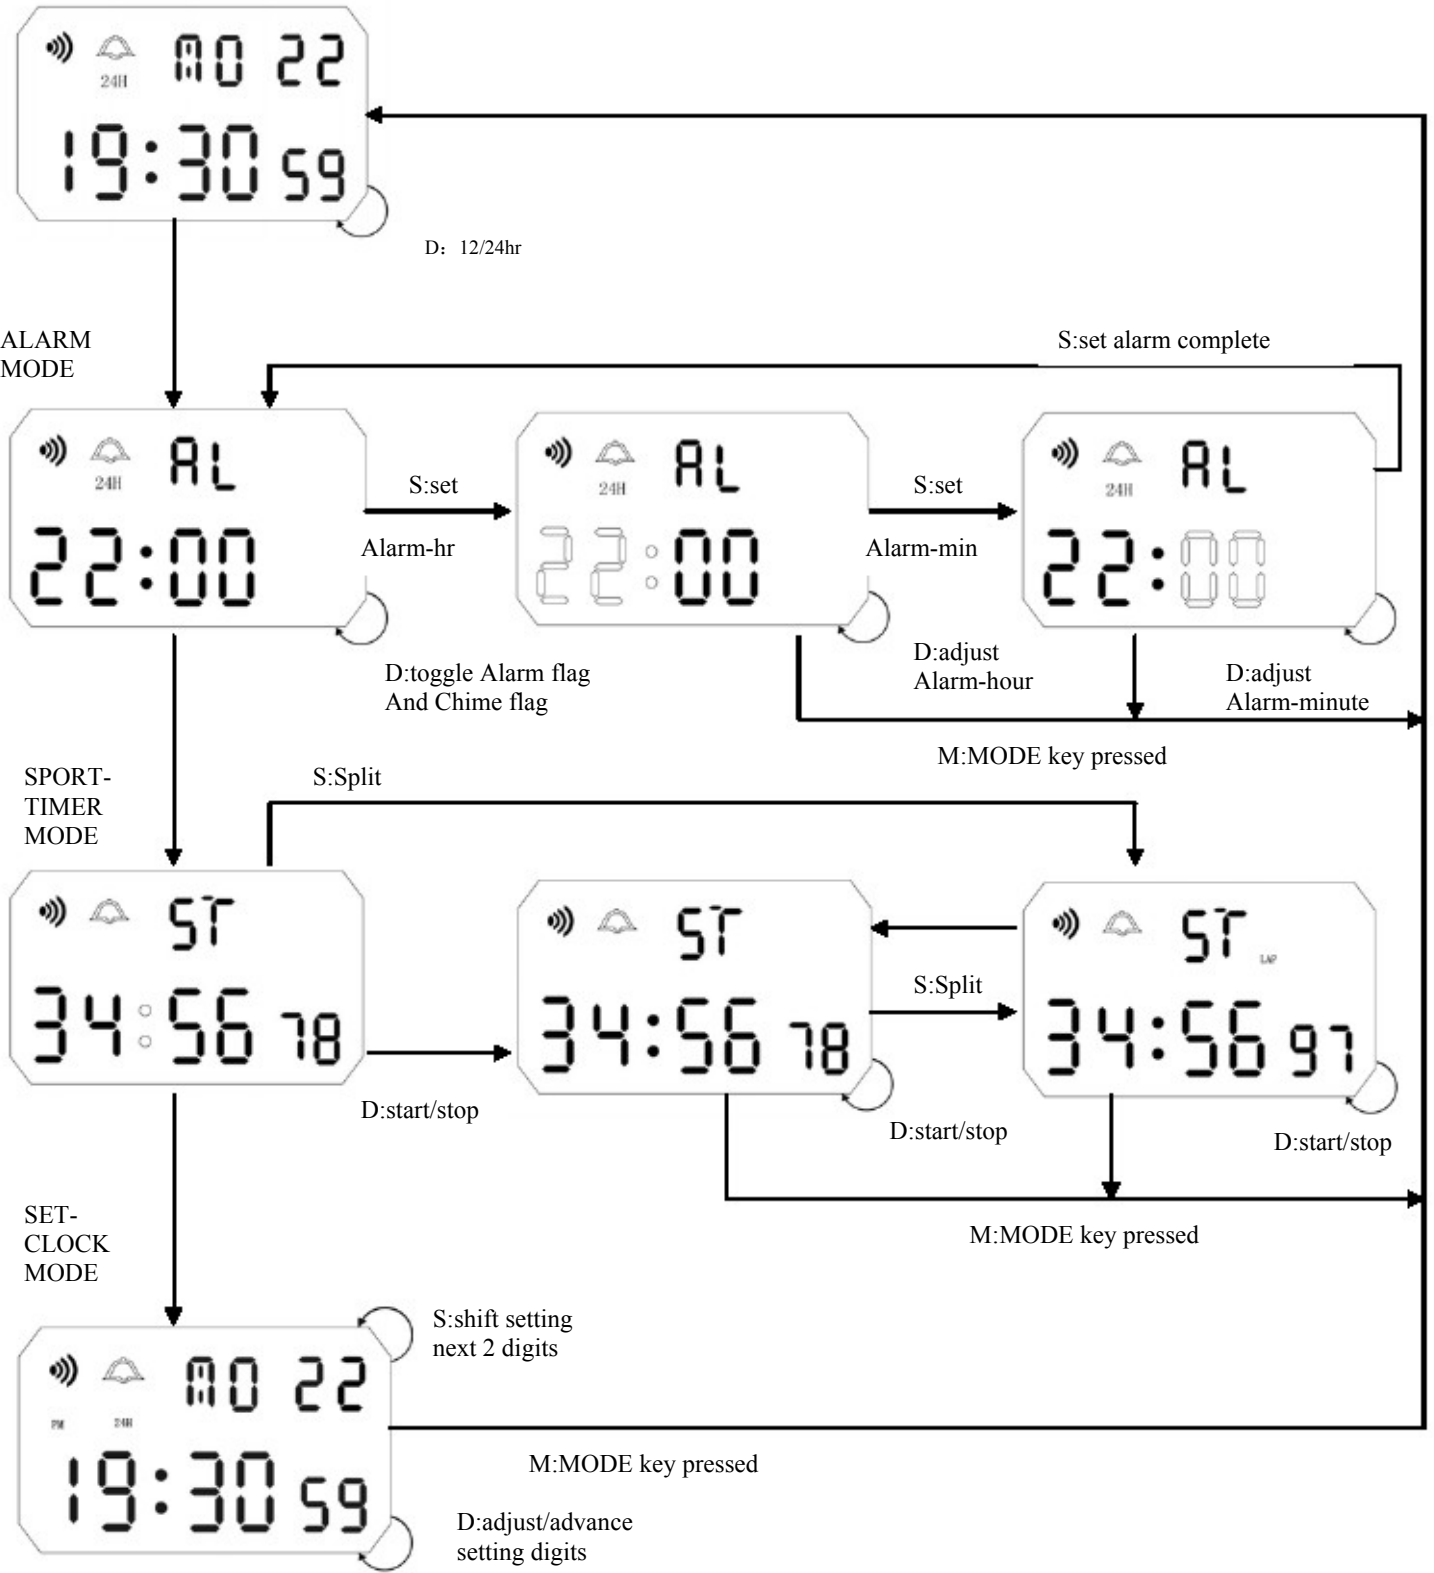 MO 22
24H
19:30 59
D: 12/24hr
ALARM
MODE
S:set alarm complete
AL
24H
22:00
S:set
Alarm-hr
AL
24H
22:00
S:set
Alarm-min
AL
24H
22:00
D:toggle Alarm flag
And Chime flag
D:adjust
Alarm-hour
D:adjust
Alarm-minute
M:MODE key pressed
SPORT-
TIMER
MODE
S:Split
ST
34:56 78
D:start/stop
ST
34:56 78
S:Split
D:start/stop
ST
LAP
34:56 97
D:start/stop
M:MODE key pressed
SET-
CLOCK
MODE
S:shift setting
next 2 digits
MO 22
PM 24H
19:30 59
M:MODE key pressed
D:adjust/advance
setting digits